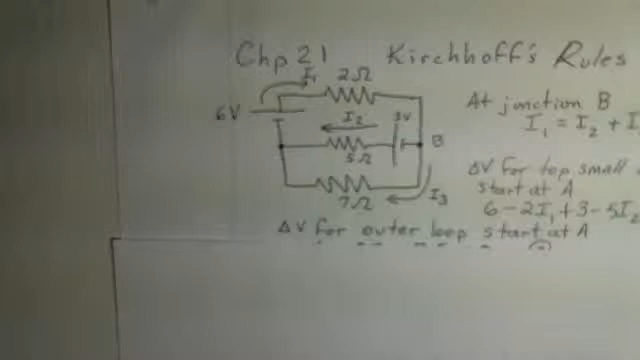 Chp 21 Kirchhoff's Rules
I₁ 2Ω
6V
I₂ 3V
B
5Ω
7Ω
I₃
At junction B
I₁ = I₂ + I
ΔV for top small
start at A
6-2I₁+3-5I₂
ΔV for outer loop start at A